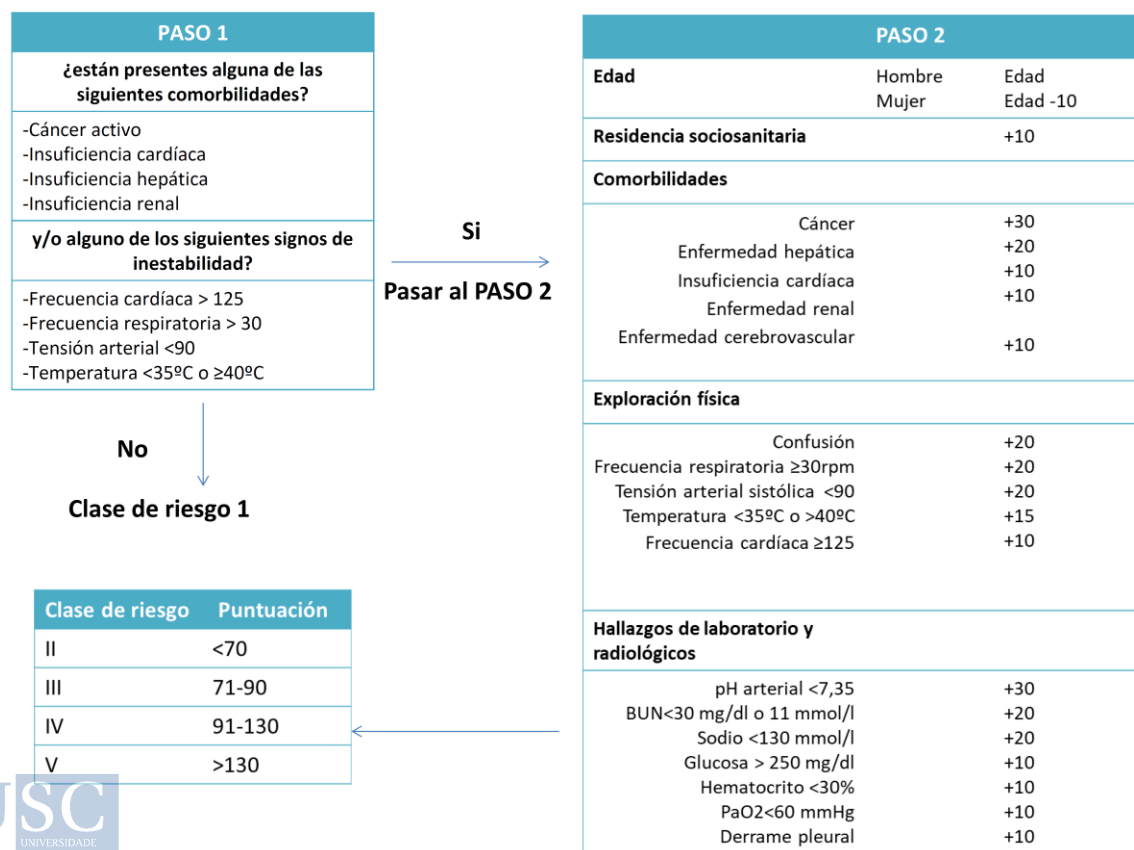 PASO 1
¿están presentes alguna de las
siguientes comorbilidades?
-Cáncer activo
-Insuficiencia cardíaca
-Insuficiencia hepática
-Insuficiencia renal
y/o alguno de los siguientes signos de
inestabilidad?
-Frecuencia cardíaca > 125
-Frecuencia respiratoria > 30
-Tensión arterial <90
-Temperatura <35ºC o ≥40ºC
Si
Pasar al PASO 2
No
Clase de riesgo 1
Clase de riesgo Puntuación
II <70
III 71-90
IV 91-130
V >130
PASO 2
Edad Hombre Edad
Mujer Edad -10
Residencia sociosanitaria +10
Comorbilidades
Cáncer +30
Enfermedad hepática +20
Insuficiencia cardíaca +10
Enfermedad renal +10
Enfermedad cerebrovascular +10
Exploración física
Confusión +20
Frecuencia respiratoria ≥30rpm +20
Tensión arterial sistólica <90 +20
Temperatura <35ºC o >40ºC +15
Frecuencia cardíaca ≥125 +10
Hallazgos de laboratorio y
radiológicos
pH arterial <7,35 +30
BUN<30 mg/dl o 11 mmol/l +20
Sodio <130 mmol/l +20
Glucosa > 250 mg/dl +10
Hematocrito <30% +10
PaO2<60 mmHg +10
Derrame pleural +10
USC
UNIVERSIDADE